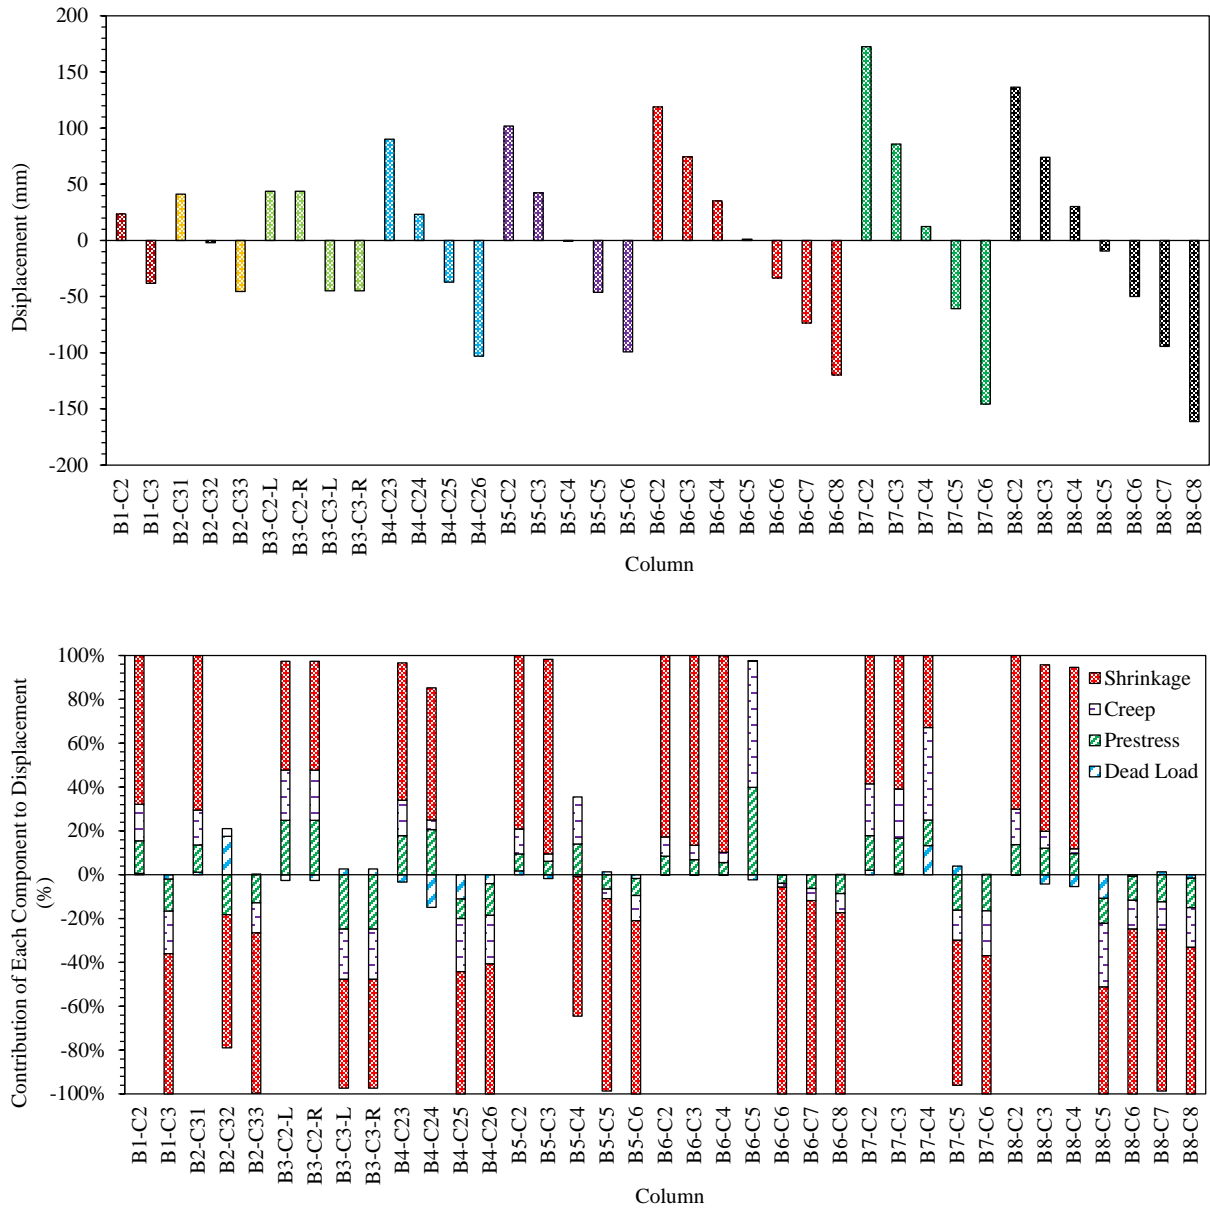 200
150
100
50
0
-50
-100
-150
-200
Dsiplacement (mm)
B1-C2
B1-C3
B2-C31
B2-C32
B2-C33
B3-C2-L
B3-C2-R
B3-C3-L
B3-C3-R
B4-C23
B4-C24
B4-C25
B4-C26
B5-C2
B5-C3
B5-C4
B5-C5
B5-C6
B6-C2
B6-C3
B6-C4
B6-C5
B6-C6
B6-C7
B6-C8
B7-C2
B7-C3
B7-C4
B7-C5
B7-C6
B8-C2
B8-C3
B8-C4
B8-C5
B8-C6
B8-C7
B8-C8
Column
100%
80%
60%
40%
20%
0%
-20%
-40%
-60%
-80%
-100%
Contribution of Each Component to Displacement
(%)
Shrinkage
Creep
Prestress
Dead Load
B1-C2
B1-C3
B2-C31
B2-C32
B2-C33
B3-C2-L
B3-C2-R
B3-C3-L
B3-C3-R
B4-C23
B4-C24
B4-C25
B4-C26
B5-C2
B5-C3
B5-C4
B5-C5
B5-C6
B6-C2
B6-C3
B6-C4
B6-C5
B6-C6
B6-C7
B6-C8
B7-C2
B7-C3
B7-C4
B7-C5
B7-C6
B8-C2
B8-C3
B8-C4
B8-C5
B8-C6
B8-C7
B8-C8
Column